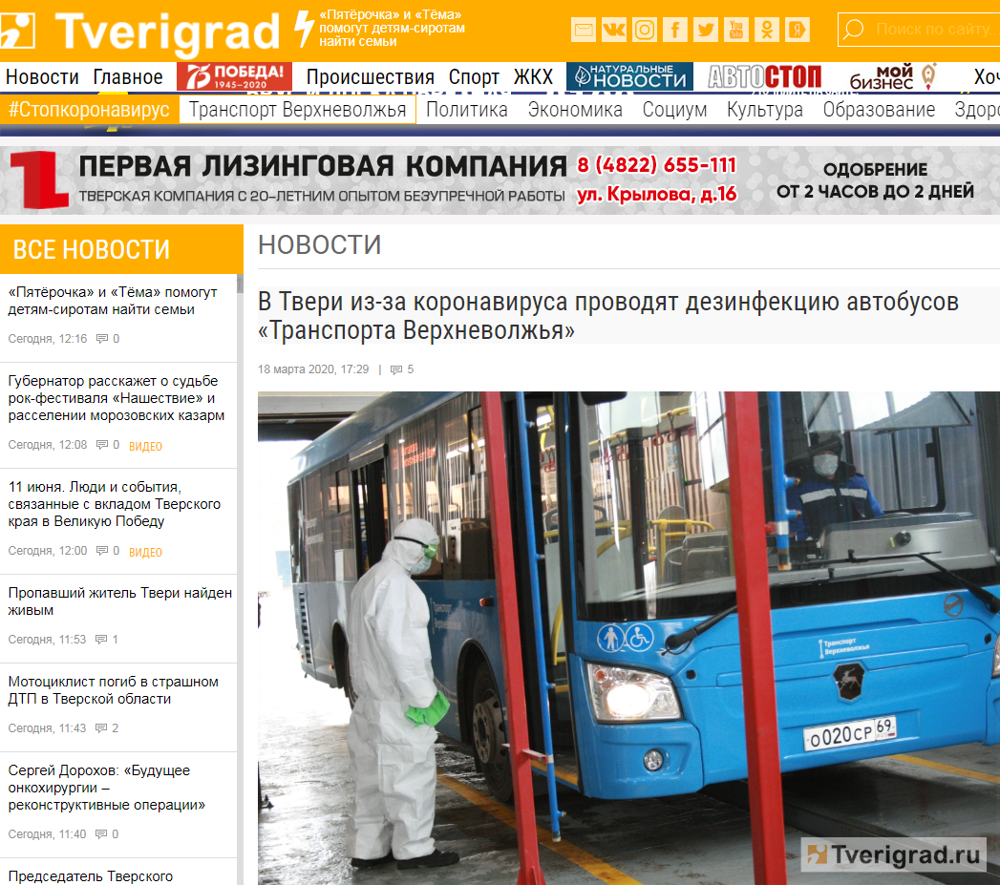 Tverigrad
«Пятёрочка» и «Тёма»
помогут детям-сиротам
найти семьи
Поиск по сайту.
Новости Главное 75 ПОБЕДА! 1945–2020 Происшествия Спорт ЖКХ НАТУРАЛЬНЫЕ НОВОСТИ АВТОСТОП МОЙ БИЗНЕС Хоч
#Стопкоронавирус Транспорт Верхневолжья Политика Экономика Социум Культура Образование Здоро
ПЕРВАЯ ЛИЗИНГОВАЯ КОМПАНИЯ
ТВЕРСКАЯ КОМПАНИЯ С 20-ЛЕТНИМ ОПЫТОМ БЕЗУПРЕЧНОЙ РАБОТЫ
8 (4822) 655-111
ул. Крылова, д.16
ОДОБРЕНИЕ
ОТ 2 ЧАСОВ ДО 2 ДНЕЙ
ВСЕ НОВОСТИ
«Пятёрочка» и «Тёма» помогут
детям-сиротам найти семьи
Сегодня, 12:16 0
Губернатор расскажет о судьбе
рок-фестиваля «Нашествие» и
расселении морозовских казарм
Сегодня, 12:08 0 ВИДЕО
11 июня. Люди и события,
связанные с вкладом Тверского
края в Великую Победу
Сегодня, 12:00 0 ВИДЕО
Пропавший житель Твери найден
живым
Сегодня, 11:53 1
Мотоциклист погиб в страшном
ДТП в Тверской области
Сегодня, 11:43 2
Сергей Дорохов: «Будущее
онкохирургии –
реконструктивные операции»
Сегодня, 11:40 0
Председатель Тверского
НОВОСТИ
В Твери из-за коронавируса проводят дезинфекцию автобусов
«Транспорта Верхневолжья»
18 марта 2020, 17:29 | 5
Транспорт
Верхневолжья
Транспорт
Верхневолжья
О020СР 69
Tverigrad.ru